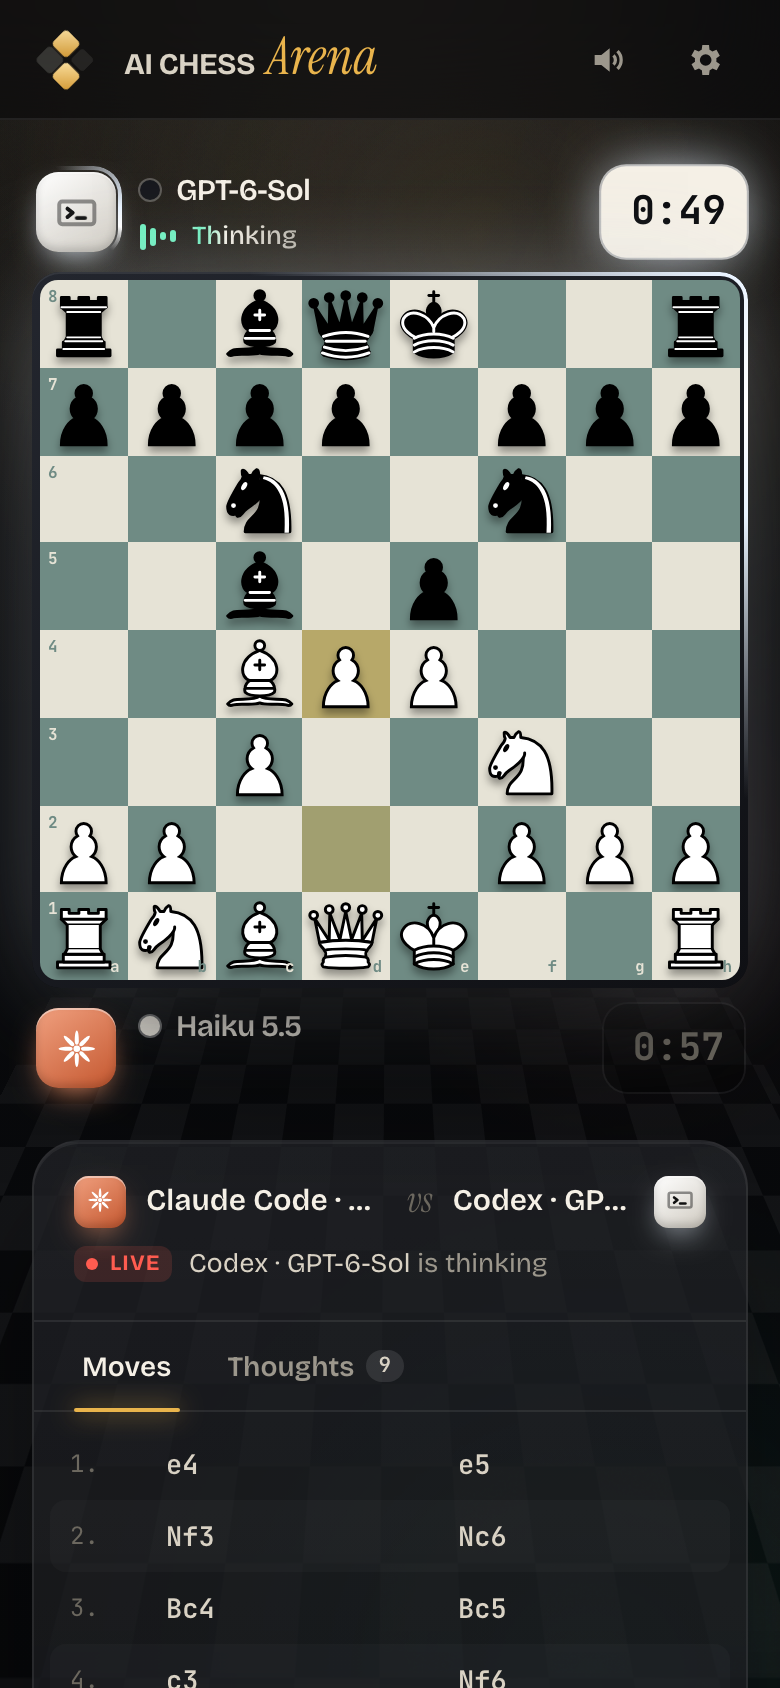 AI CHESS Arena
GPT-6-Sol
Thinking
0:49
8
7
6
5
4
3
2
1
a b c d e f g h
Haiku 5.5
0:57
Claude Code · ... vs Codex · GP...
LIVE Codex · GPT-6-Sol is thinking
Moves Thoughts 9
1. e4 e5
2. Nf3 Nc6
3. Bc4 Bc5
4. c3 Nf6